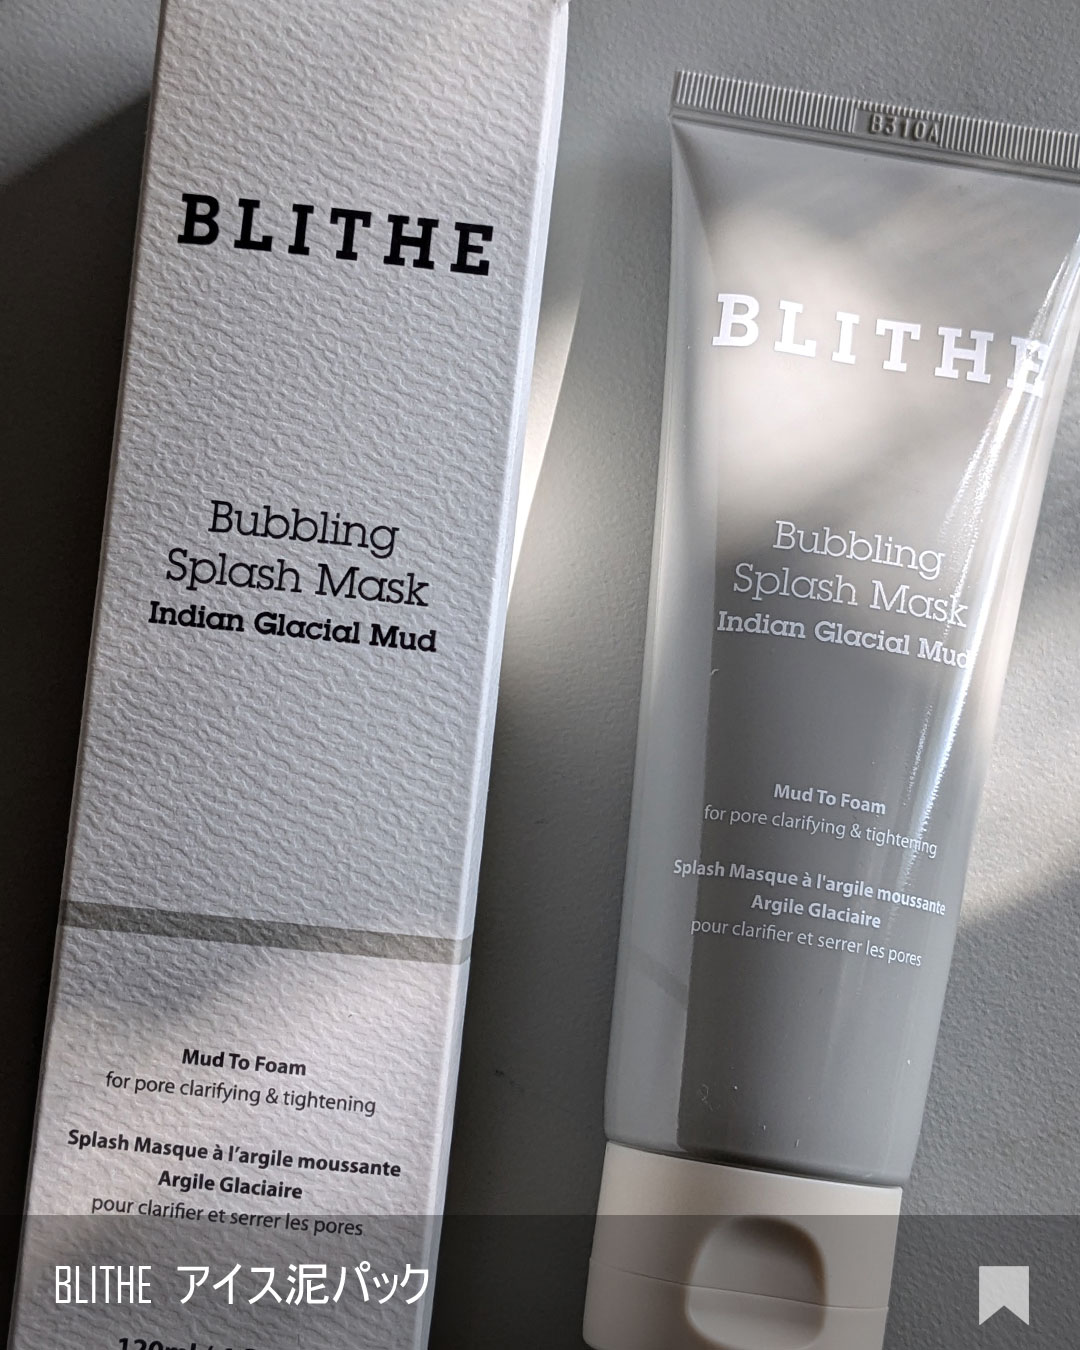 BLITHE
Bubbling
Splash Mask
Indian Glacial Mud
Mud To Foam
for pore clarifying & tightening
Splash Masque à l'argile moussante
Argile Glaciaire
pour clarifier et serrer les pores
B310A
BLITHE
Bubbling
Splash Mask
Indian Glacial Mud
Mud To Foam
for pore clarifying & tightening
Splash Masque à l'argile moussante
Argile Glaciaire
pour clarifier et serrer les pores
BLITHE アイス泥パック